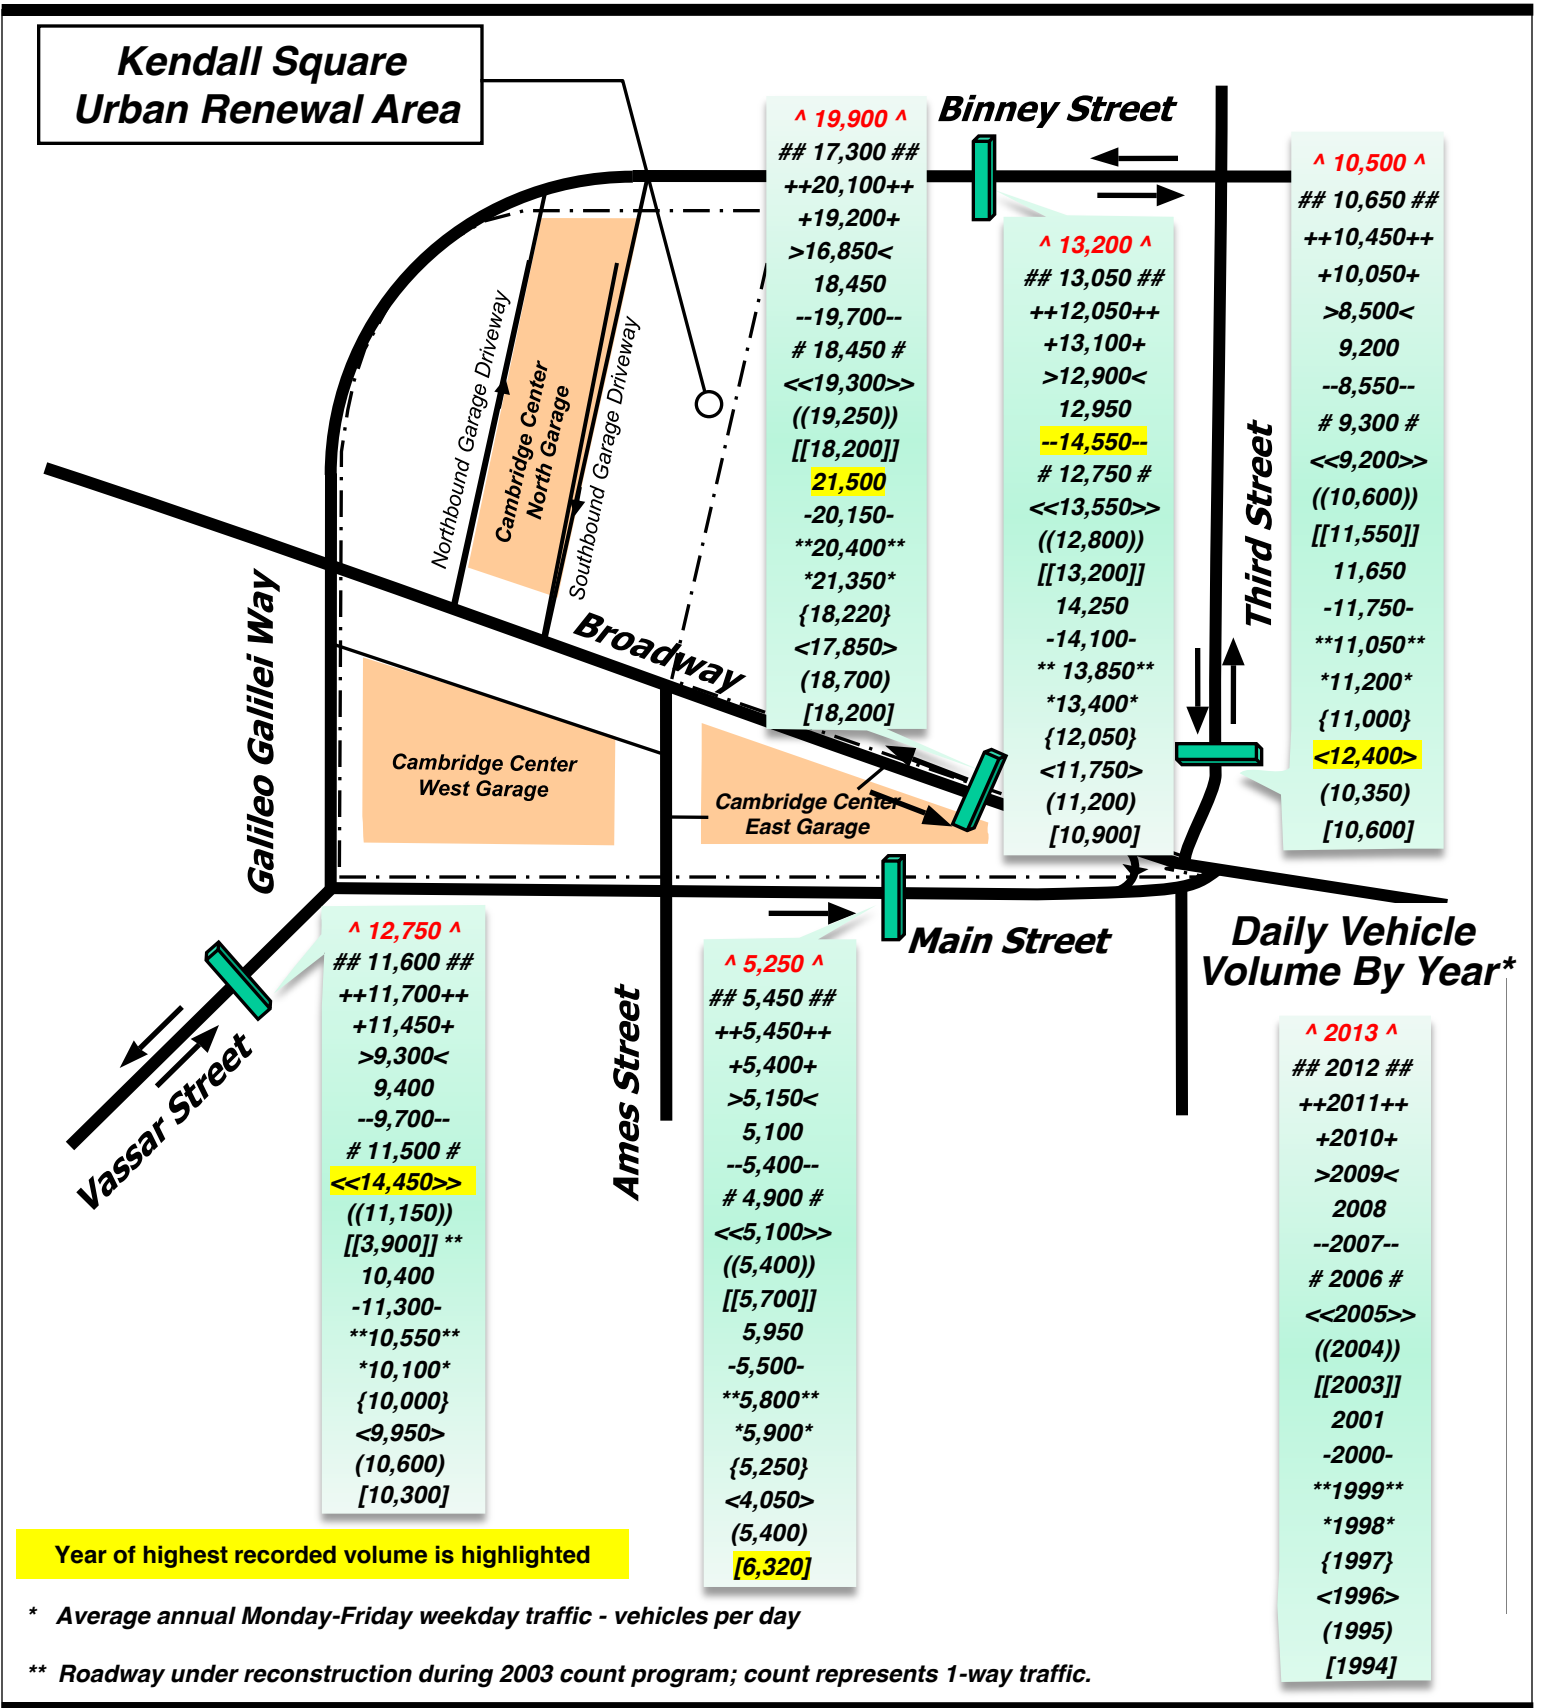 Kendall Square
Urban Renewal Area
Binney Street
^ 19,900 ^
## 17,300 ##
++20,100++
+19,200+
>16,850<
18,450
--19,700--
# 18,450 #
<<19,300>>
((19,250))
[[18,200]]
21,500
-20,150-
**20,400**
*21,350*
{18,220}
<17,850>
(18,700)
[18,200]
^ 13,200 ^
## 13,050 ##
++12,050++
+13,100+
>12,900<
12,950
--14,550--
# 12,750 #
<<13,550>>
((12,800))
[[13,200]]
14,250
-14,100-
** 13,850**
*13,400*
{12,050}
<11,750>
(11,200)
[10,900]
^ 10,500 ^
## 10,650 ##
++10,450++
+10,050+
>8,500<
9,200
--8,550--
# 9,300 #
<<9,200>>
((10,600))
[[11,550]]
11,650
-11,750-
**11,050**
*11,200*
{11,000}
<12,400>
(10,350)
[10,600]
Northbound Garage Driveway
Cambridge Center
North Garage
Southbound Garage Driveway
Third Street
Galileo Galilei Way
Broadway
Cambridge Center
West Garage
Cambridge Center
East Garage
Main Street
Vassar Street
Ames Street
^ 12,750 ^
## 11,600 ##
++11,700++
+11,450+
>9,300<
9,400
--9,700--
# 11,500 #
<<14,450>>
((11,150))
[[3,900]] **
10,400
-11,300-
**10,550**
*10,100*
{10,000}
<9,950>
(10,600)
[10,300]
^ 5,250 ^
## 5,450 ##
++5,450++
+5,400+
>5,150<
5,100
--5,400--
# 4,900 #
<<5,100>>
((5,400))
[[5,700]]
5,950
-5,500-
**5,800**
*5,900*
{5,250}
<4,050>
(5,400)
[6,320]
Daily Vehicle
Volume By Year*
^ 2013 ^
## 2012 ##
++2011++
+2010+
>2009<
2008
--2007--
# 2006 #
<<2005>>
((2004))
[[2003]]
2001
-2000-
**1999**
*1998*
{1997}
<1996>
(1995)
[1994]
Year of highest recorded volume is highlighted
* Average annual Monday-Friday weekday traffic - vehicles per day
** Roadway under reconstruction during 2003 count program; count represents 1-way traffic.